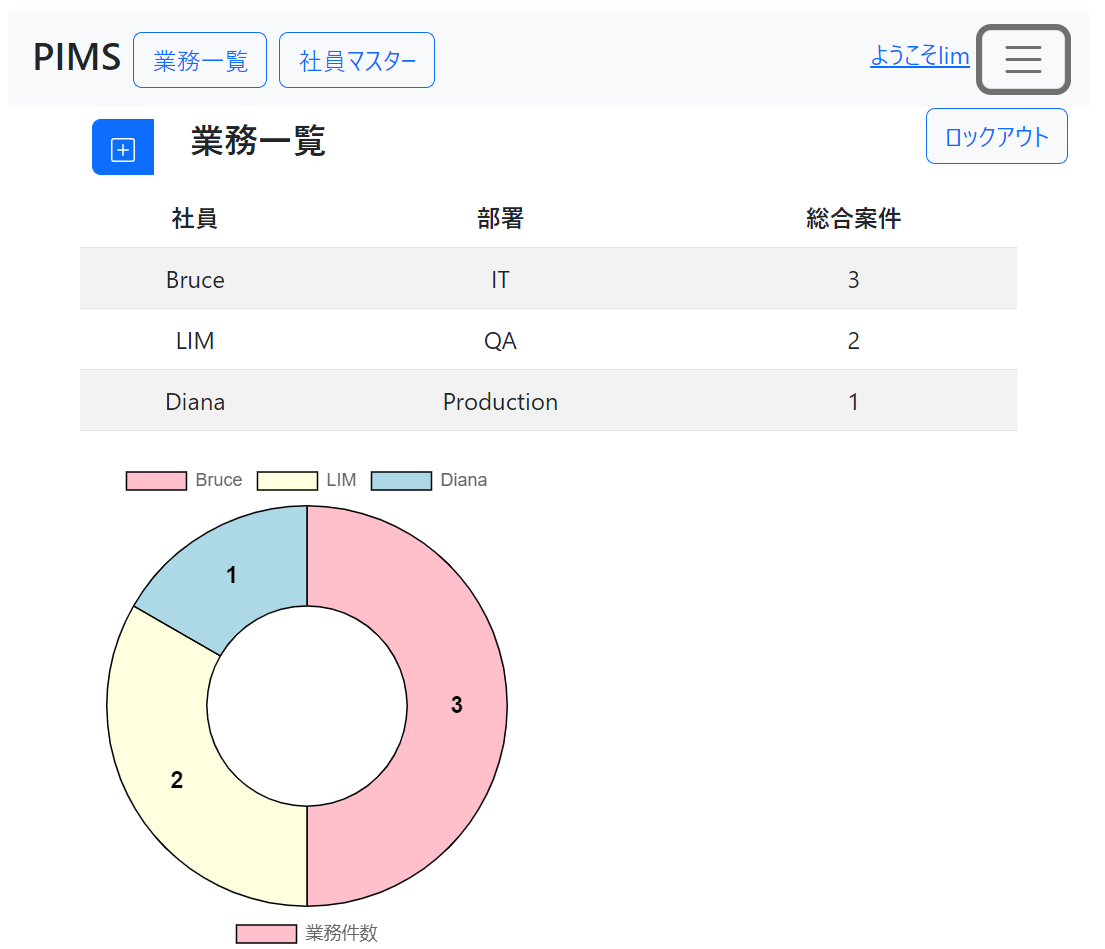 PIMS 業務一覧 社員マスター ようこそlim
業務一覧 ロックアウト
社員 部署 総合案件
Bruce IT 3
LIM QA 2
Diana Production 1
Bruce LIM Diana
1
3
2
業務件数